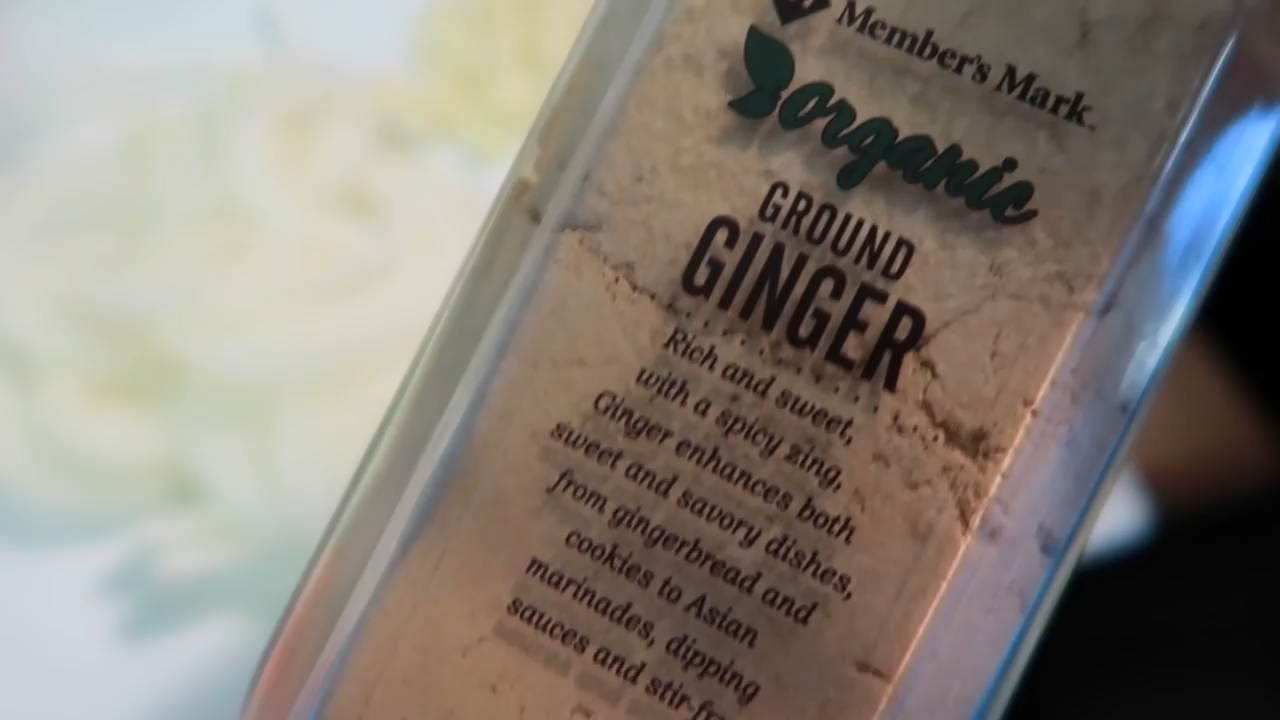 Member's Mark
organic
GROUND
GINGER
Rich and sweet,
with a spicy zing,
Ginger enhances both
sweet and savory dishes,
from gingerbread and
cookies to Asian
marinades, dipping
sauces and